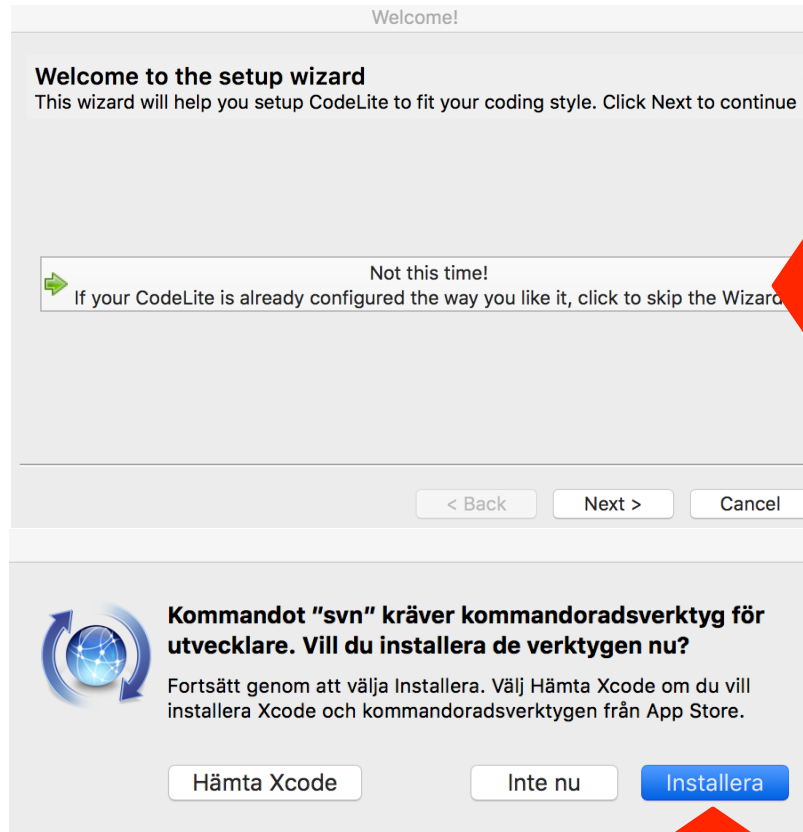 Welcome!
Welcome to the setup wizard
This wizard will help you setup CodeLite to fit your coding style. Click Next to continue
Not this time!
If your CodeLite is already configured the way you like it, click to skip the Wizard
< Back Next > Cancel
Kommandot "svn" kräver kommandoradsverktyg för
utvecklare. Vill du installera de verktygen nu?
Fortsätt genom att välja Installera. Välj Hämta Xcode om du vill
installera Xcode och kommandoradsverktygen från App Store.
Hämta Xcode Inte nu Installera